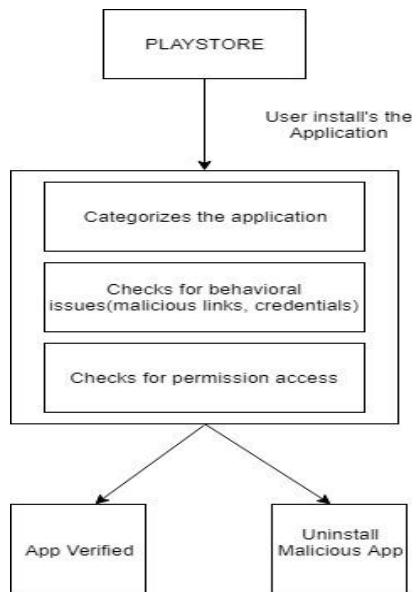 PLAYSTORE
User install's the
Application
Categorizes the application
Checks for behavioral
issues(malicious links, credentials)
Checks for permission access
App Verified
Uninstall
Malicious App